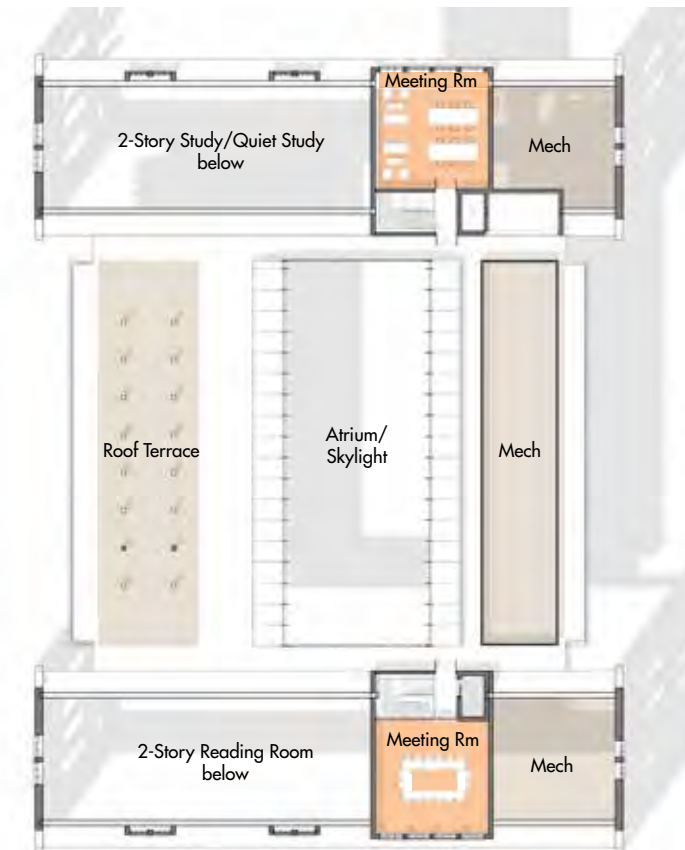 Meeting Rm
2-Story Study/Quiet Study
below
Mech
Roof Terrace
Atrium/
Skylight
Mech
2-Story Reading Room
below
Meeting Rm
Mech